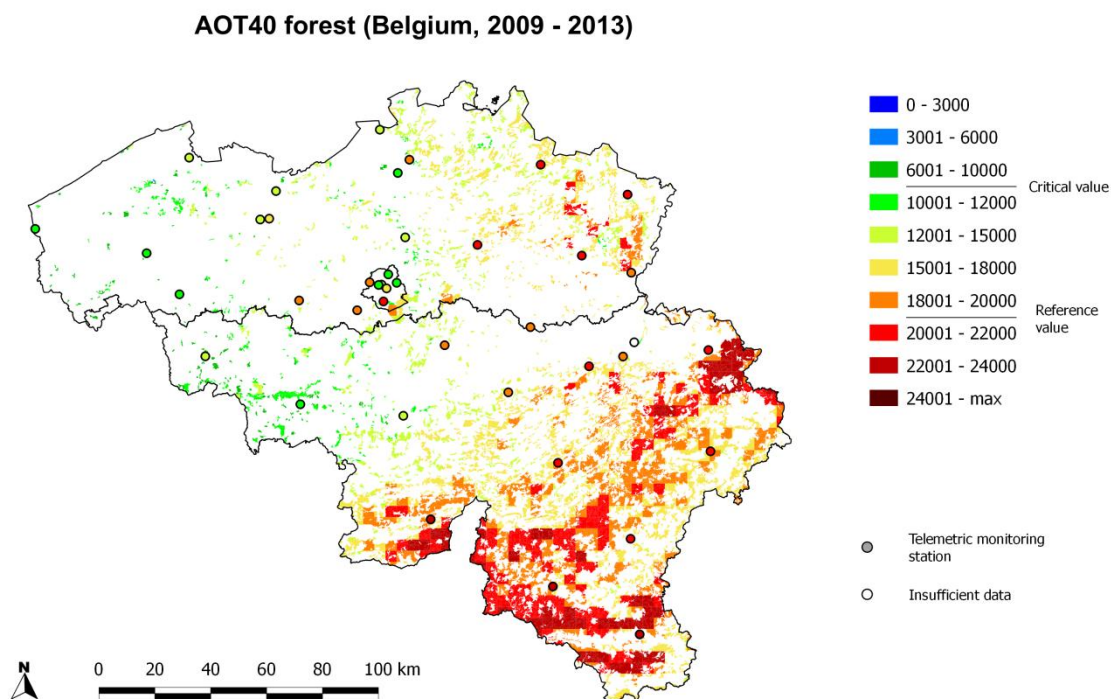 AOT40 forest (Belgium, 2009 - 2013)
0 - 3000
3001 - 6000
6001 - 10000
Critical value
10001 - 12000
12001 - 15000
15001 - 18000
18001 - 20000
Reference
value
20001 - 22000
22001 - 24000
24001 - max
Telemetric monitoring
station
Insufficient data
N
0 20 40 60 80 100 km